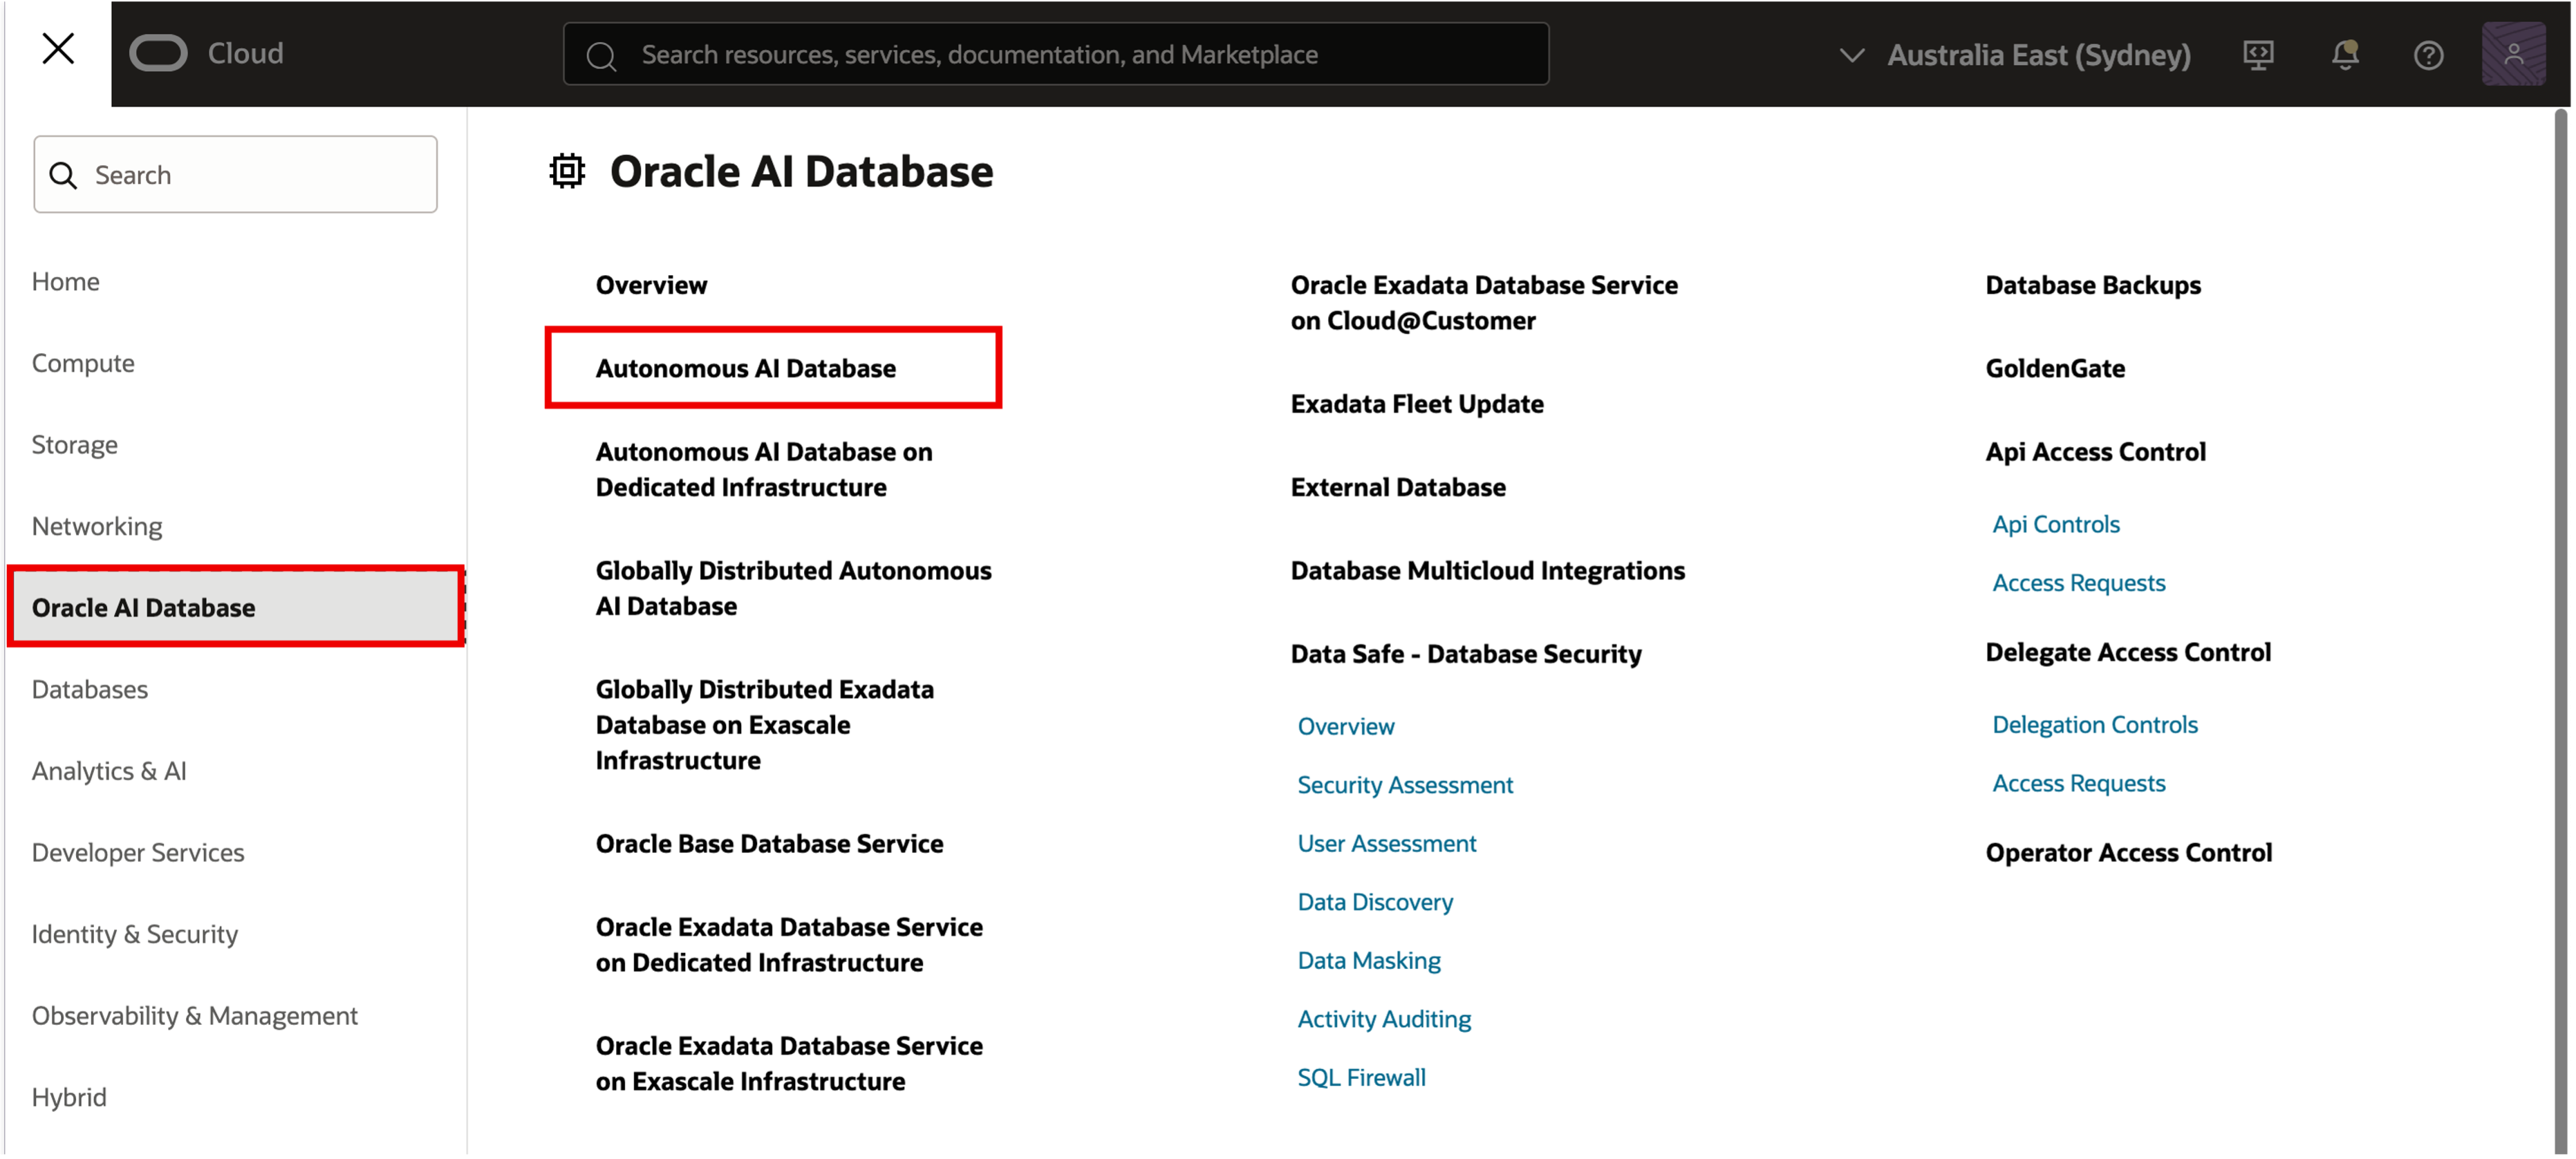 Cloud
Search resources, services, documentation, and Marketplace
Australia East (Sydney)
Search
Home
Compute
Storage
Networking
Oracle AI Database
Databases
Analytics & AI
Developer Services
Identity & Security
Observability & Management
Hybrid
Oracle AI Database
Overview
Autonomous AI Database
Autonomous AI Database on
Dedicated Infrastructure
Globally Distributed Autonomous
AI Database
Globally Distributed Exadata
Database on Exascale
Infrastructure
Oracle Base Database Service
Oracle Exadata Database Service
on Dedicated Infrastructure
Oracle Exadata Database Service
on Exascale Infrastructure
Oracle Exadata Database Service
on Cloud@Customer
Exadata Fleet Update
External Database
Database Multicloud Integrations
Data Safe - Database Security
Overview
Security Assessment
User Assessment
Data Discovery
Data Masking
Activity Auditing
SQL Firewall
Database Backups
GoldenGate
Api Access Control
Api Controls
Access Requests
Delegate Access Control
Delegation Controls
Access Requests
Operator Access Control